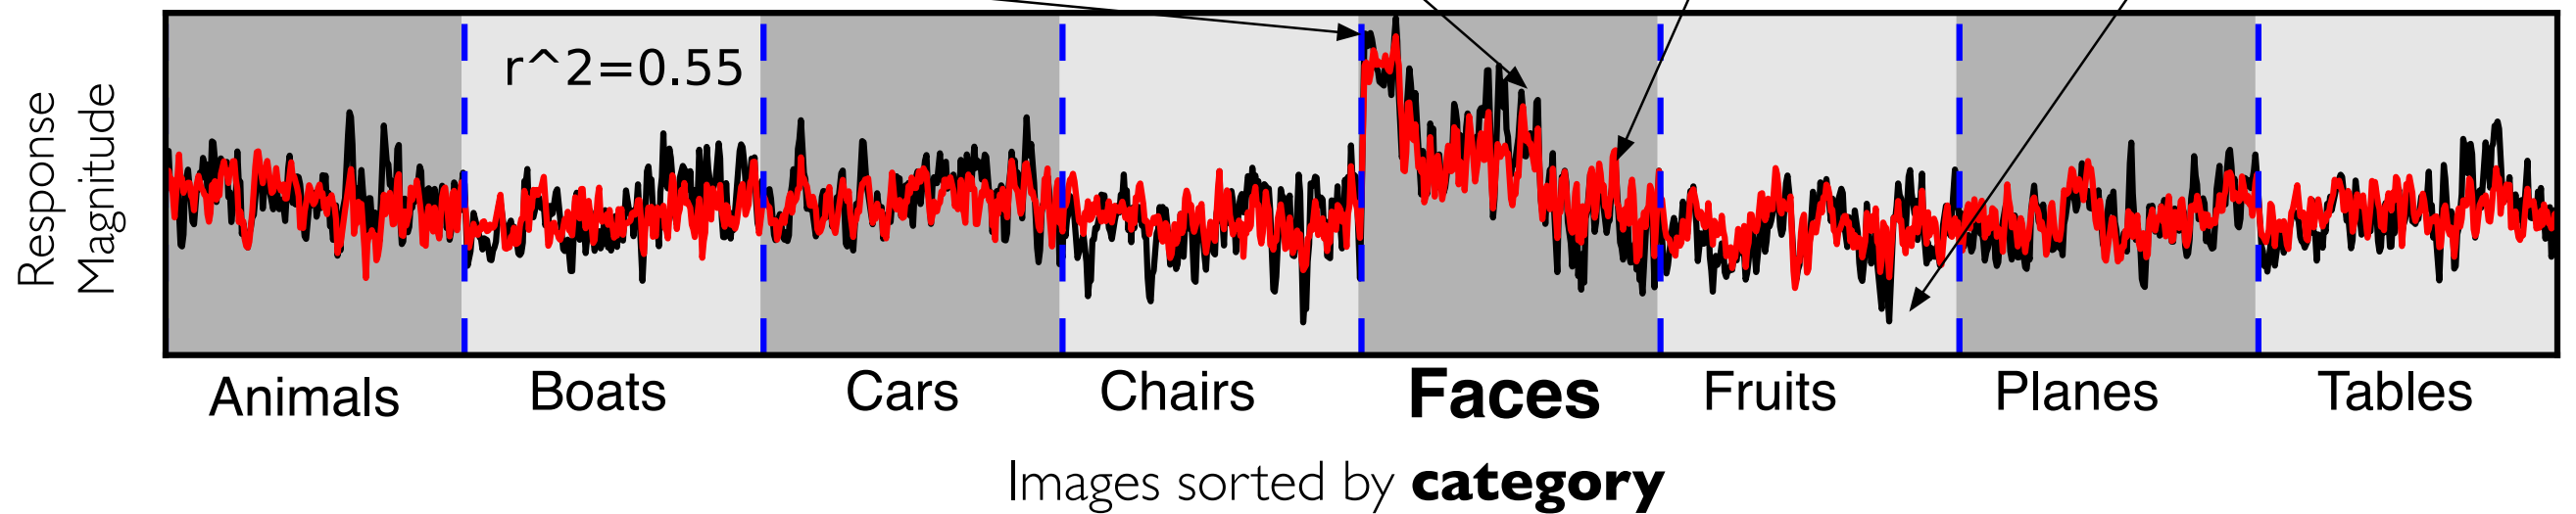 Response
Magnitude
r^2=0.55
Animals Boats Cars Chairs Faces Fruits Planes Tables
Images sorted by category